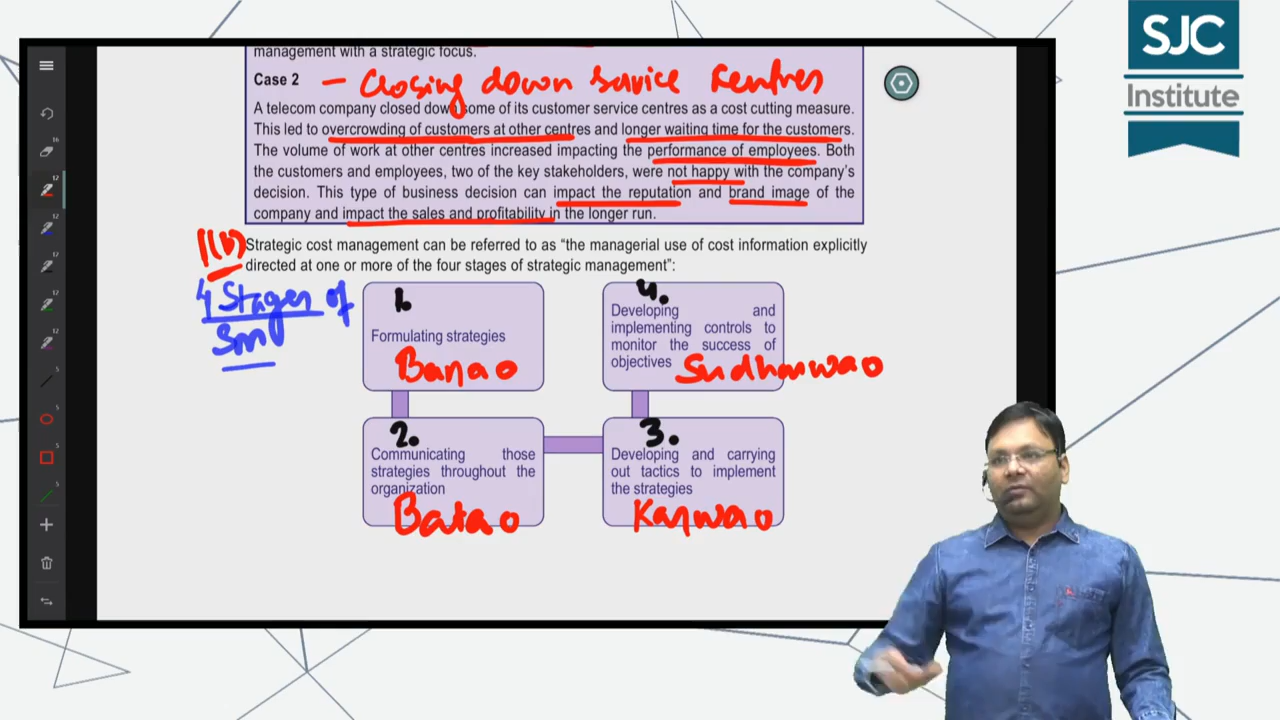 SJC
Institute
management with a strategic focus.
Case 2 - Closing down service Centres
A telecom company closed down some of its customer service centres as a cost cutting measure.
This led to overcrowding of customers at other centres and longer waiting time for the customers.
The volume of work at other centres increased impacting the performance of employees. Both
the customers and employees, two of the key stakeholders, were not happy with the company's
decision. This type of business decision can impact the reputation and brand image of the
company and impact the sales and profitability in the longer run.
1(b)
Strategic cost management can be referred to as “the managerial use of cost information explicitly
directed at one or more of the four stages of strategic management”:
4 Stages of
Sm
1.
Formulating strategies
Banao
4.
Developing and
implementing controls to
monitor the success of
objectives
Sudharwao
2.
Communicating those
strategies throughout the
organization
Batao
3.
Developing and carrying
out tactics to implement
the strategies
Karwao